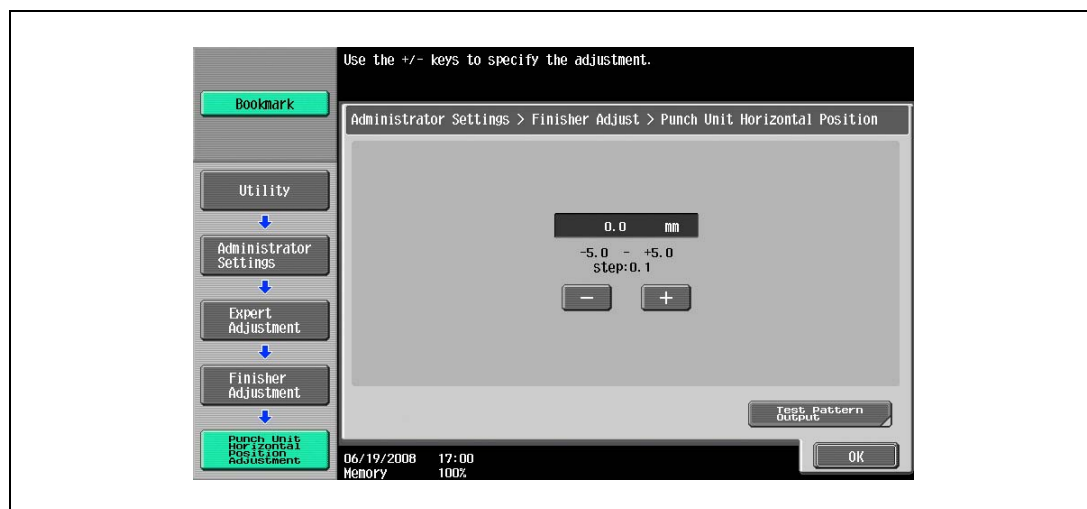 Use the +/- keys to specify the adjustment.
Bookmark
Administrator Settings > Finisher Adjust > Punch Unit Horizontal Position
Utility
Administrator
Settings
Expert
Adjustment
Finisher
Adjustment
Punch Unit
Horizontal
Position
Adjustment
0.0 mm
-5.0 - +5.0
step:0.1
− +
Test Pattern
Output
OK
06/19/2008 17:00
Memory 100%